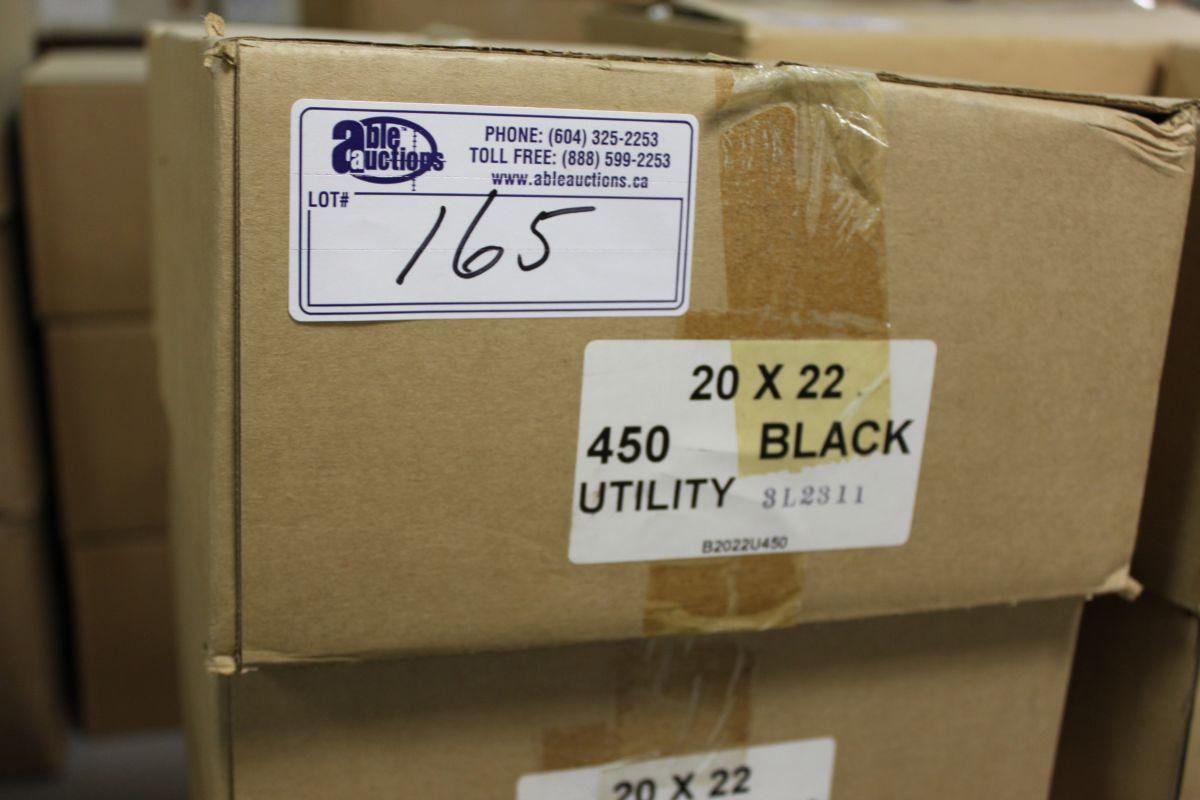 able auctions™
PHONE: (604) 325-2253
TOLL FREE: (888) 599-2253
www.ableauctions.ca
LOT#
165
20 X 22
450 BLACK
UTILITY 3L2311
B2022U450
20 X 22